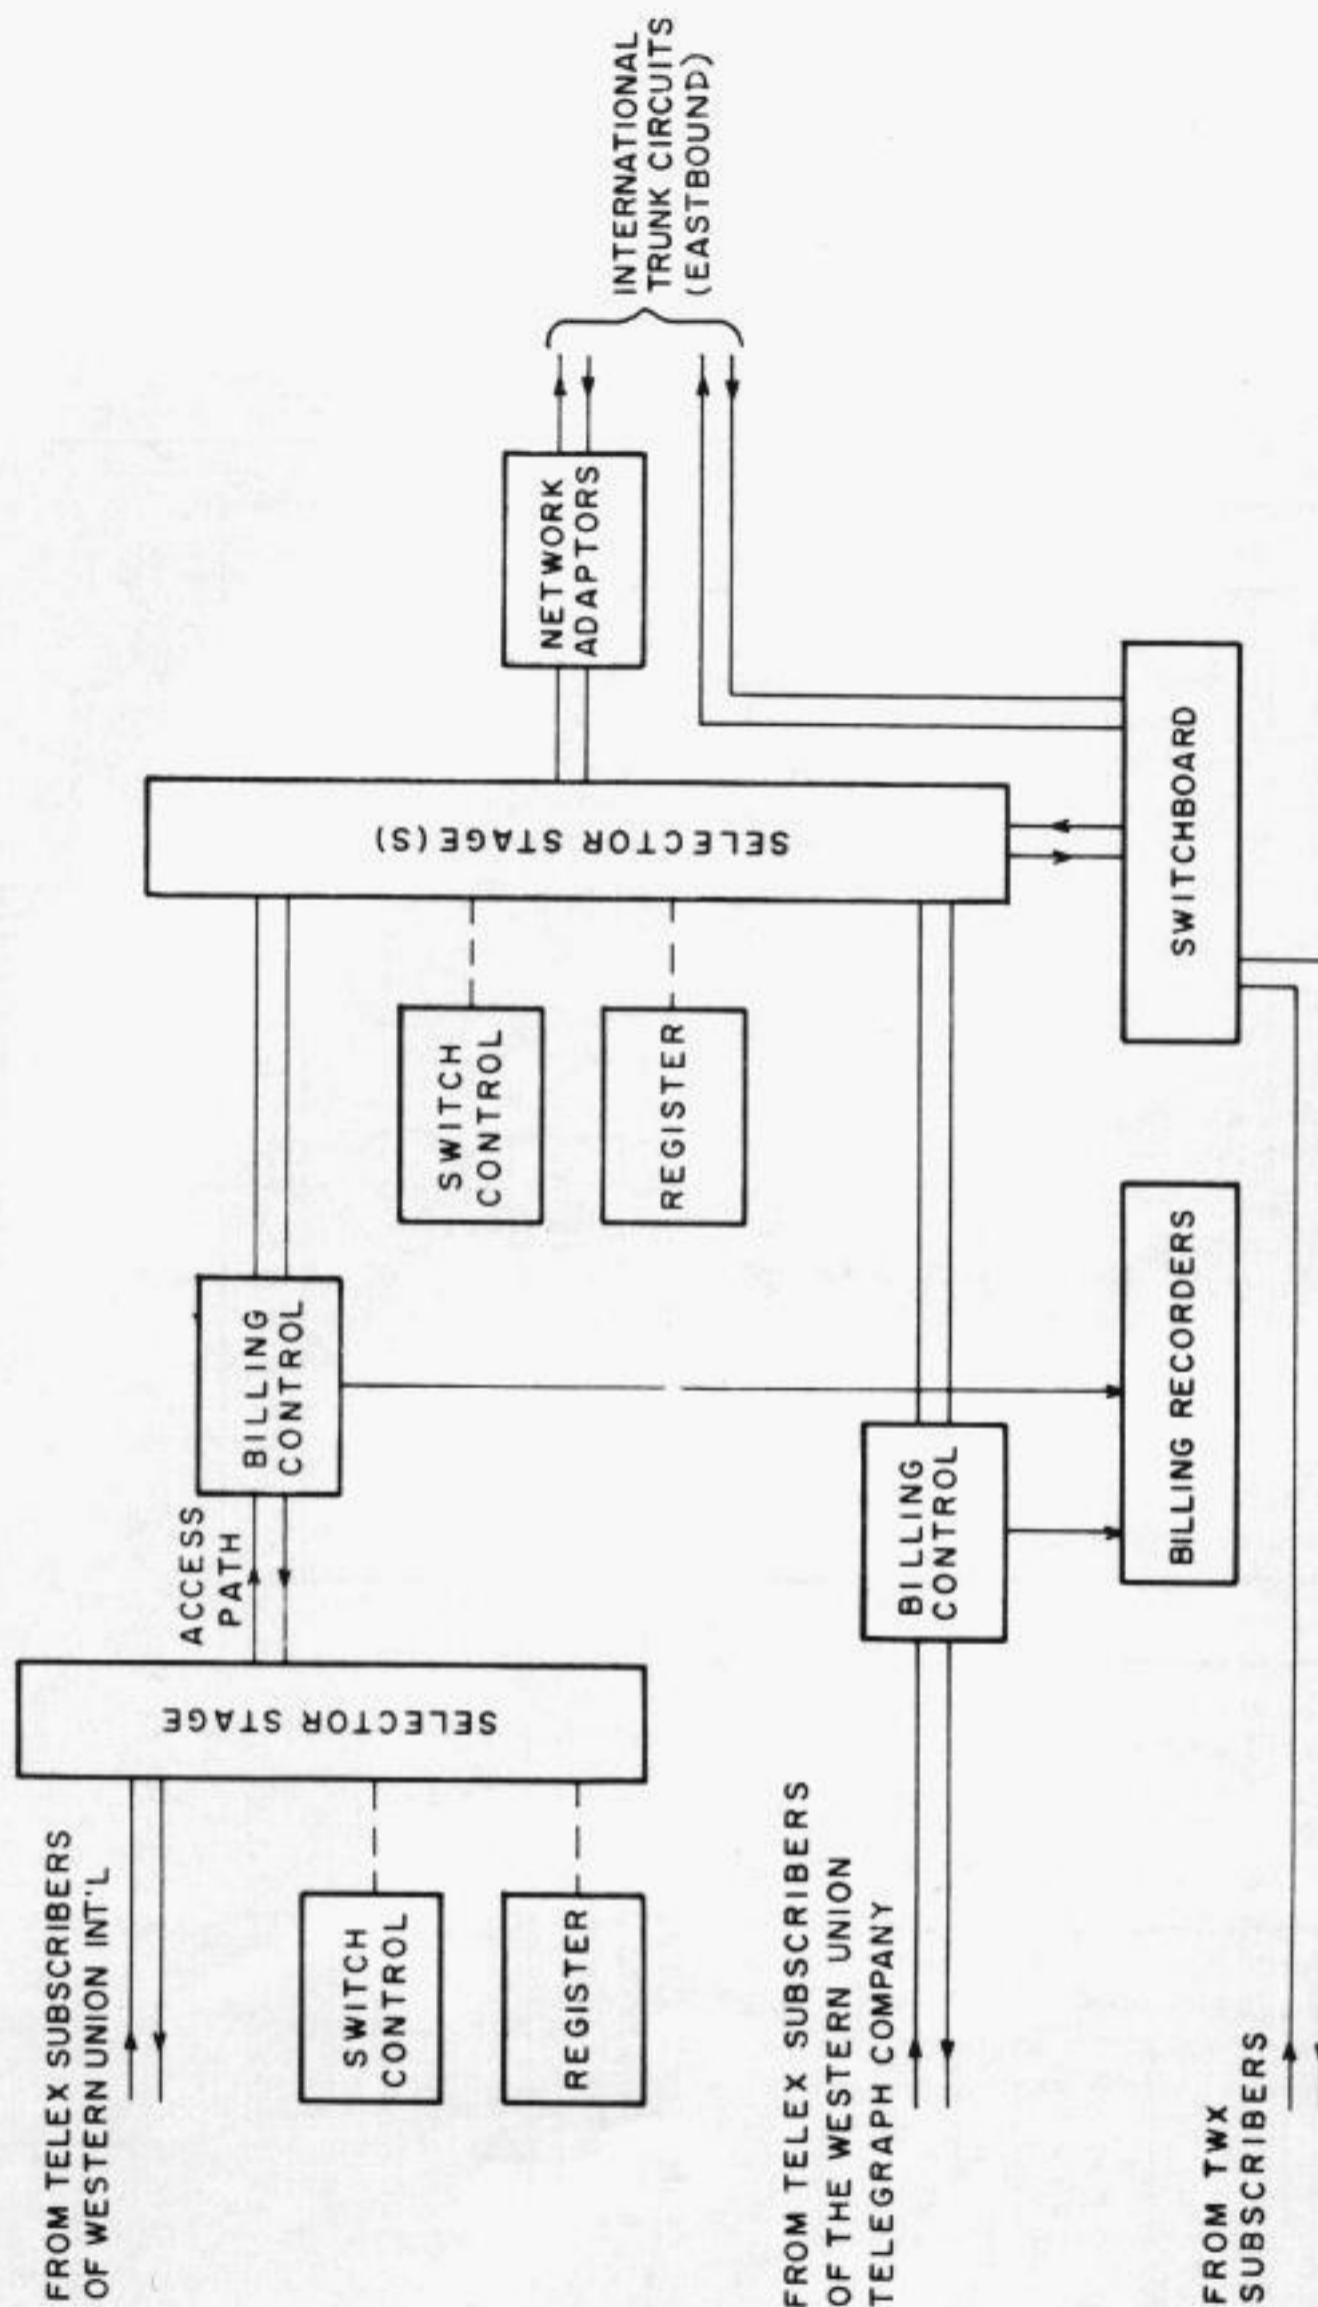 FROM TELEX SUBSCRIBERS
OF WESTERN UNION INT'L
SELECTOR STAGE
SWITCH
CONTROL
REGISTER
ACCESS
PATH
BILLING
CONTROL
SELECTOR STAGE(S)
SWITCH
CONTROL
REGISTER
NETWORK
ADAPTORS
INTERNATIONAL
TRUNK CIRCUITS
(EASTBOUND)
FROM TELEX SUBSCRIBERS
OF THE WESTERN UNION
TELEGRAPH COMPANY
BILLING
CONTROL
BILLING RECORDERS
SWITCHBOARD
FROM TWX
SUBSCRIBERS